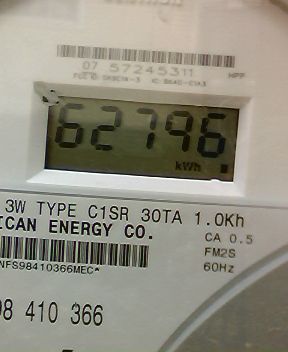 07 57245311 HPP
62796
kWh
3W TYPE C1SR 30TA 1.0Kh
ICAN ENERGY CO.
CA 0.5
FM2S
60Hz
NFS98410366MEC*
98 410 366